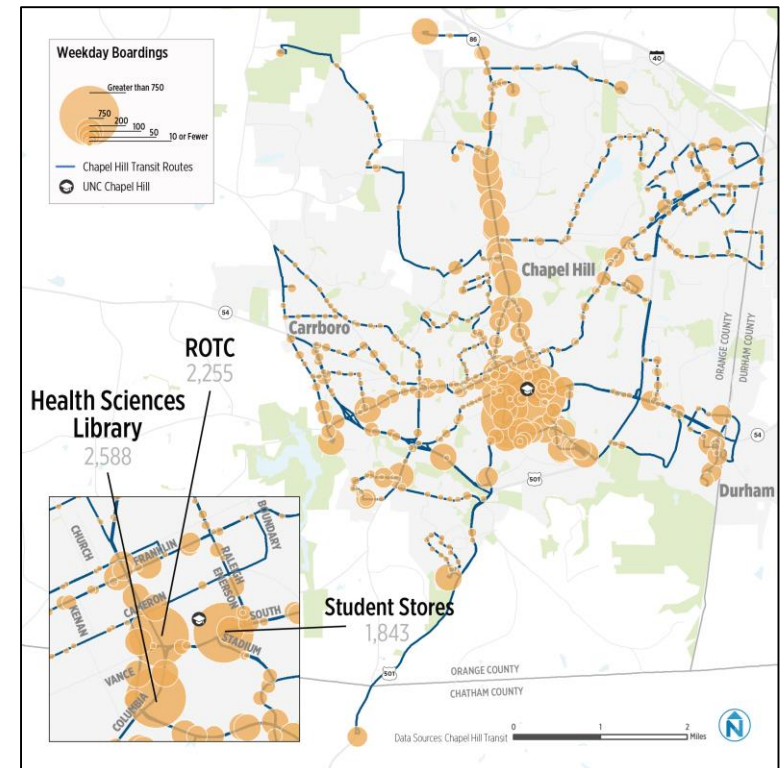 Weekday Boardings
Greater than 750
750
200
100
50
10 or Fewer
Chapel Hill Transit Routes
UNC Chapel Hill
86
40
Chapel Hill
Carrboro
54
ORANGE COUNTY
DURHAM COUNTY
ROTC
2,255
Health Sciences
Library
2,588
54
501
Durham
CHURCH
FRANKLIN
BOUNDARY
RALEIGH
EMERSON
KENAN
CAMERON
SOUTH
STADIUM
VANCE
COLUMBIA
Student Stores
1,843
501
ORANGE COUNTY
CHATHAM COUNTY
Data Sources: Chapel Hill Transit
0
1
2
Miles
N